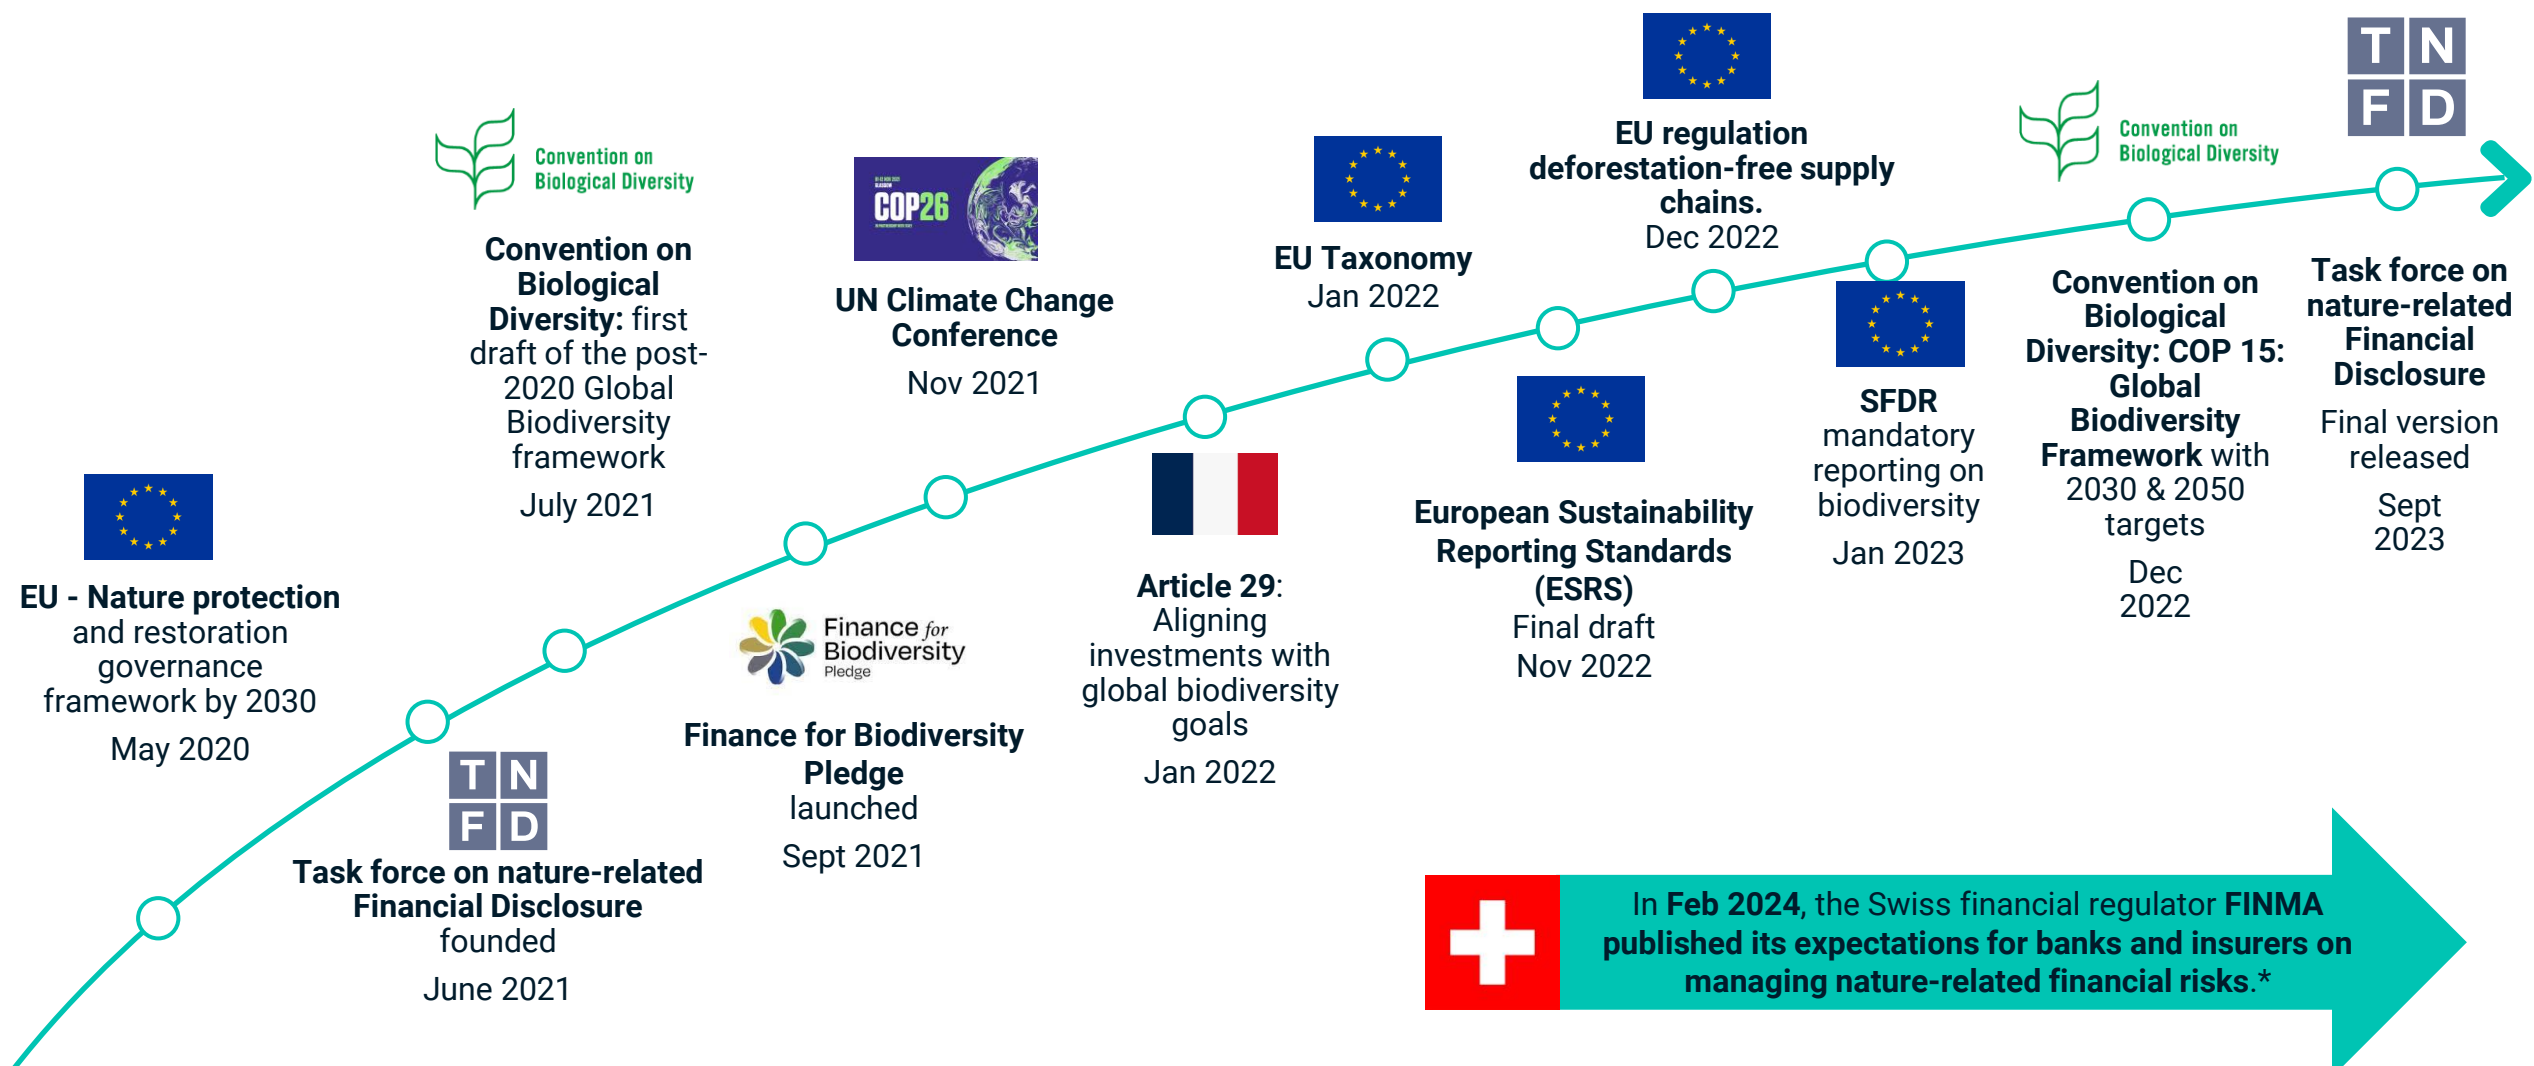 EU - Nature protection
and restoration
governance
framework by 2030
May 2020
T N
F D
Task force on nature-related
Financial Disclosure
founded
June 2021
Convention on
Biological Diversity
Convention on
Biological
Diversity: first
draft of the post-
2020 Global
Biodiversity
framework
July 2021
Finance for
Biodiversity
Pledge
Finance for Biodiversity
Pledge
launched
Sept 2021
COP26
UN Climate Change
Conference
Nov 2021
Article 29:
Aligning
investments with
global biodiversity
goals
Jan 2022
EU Taxonomy
Jan 2022
European Sustainability
Reporting Standards
(ESRS)
Final draft
Nov 2022
EU regulation
deforestation-free supply
chains.
Dec 2022
SFDR
mandatory
reporting on
biodiversity
Jan 2023
Convention on
Biological Diversity
Convention on
Biological
Diversity: COP 15:
Global
Biodiversity
Framework with
2030 & 2050
targets
Dec
2022
T N
F D
Task force on
nature-related
Financial
Disclosure
Final version
released
Sept
2023
In Feb 2024, the Swiss financial regulator FINMA
published its expectations for banks and insurers on
managing nature-related financial risks.*